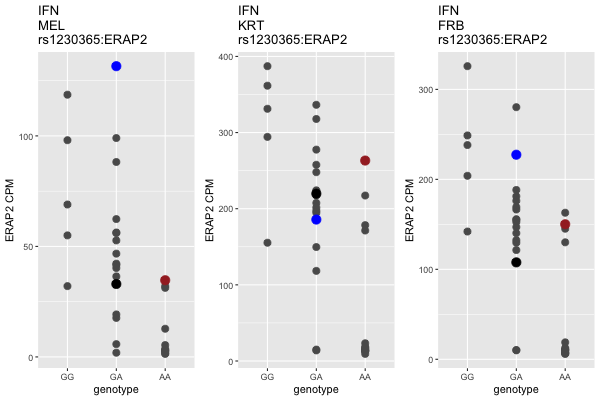 IFN
MEL
rs1230365:ERAP2
ERAP2 CPM
100
50
0
GG GA AA
genotype
IFN
KRT
rs1230365:ERAP2
ERAP2 CPM
400
300
200
100
0
GG GA AA
genotype
IFN
FRB
rs1230365:ERAP2
ERAP2 CPM
300
200
100
0
GG GA AA
genotype